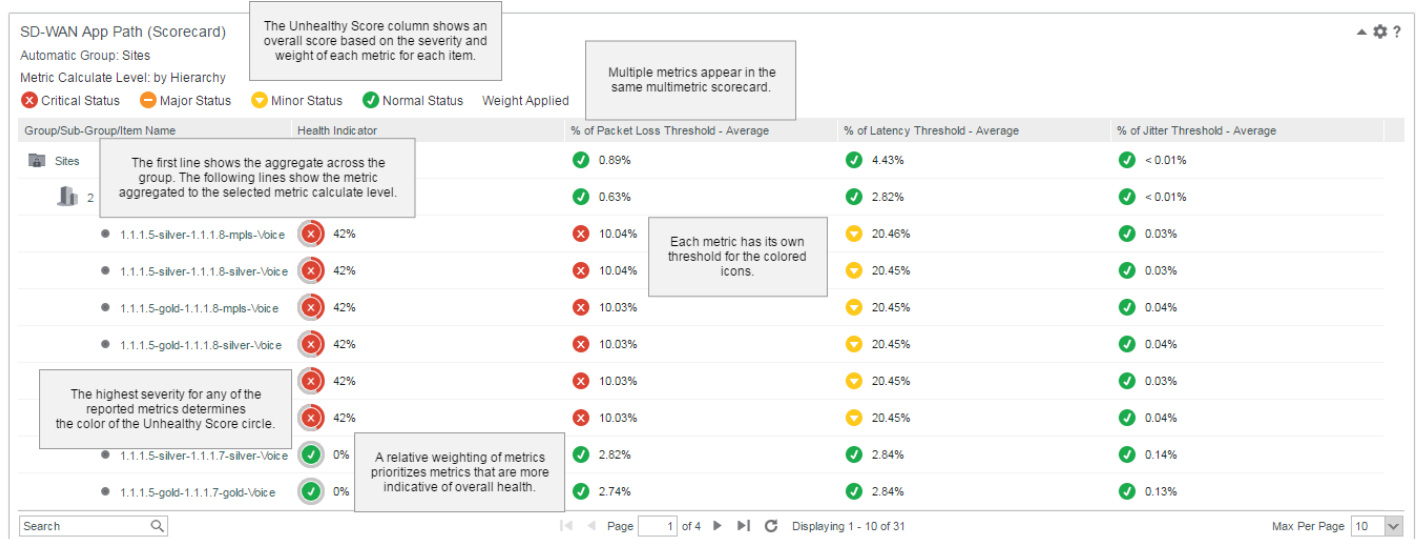 SD-WAN App Path (Scorecard)
The Unhealthy Score column shows an
overall score based on the severity and
weight of each metric for each item.
Automatic Group: Sites
Metric Calculate Level: by Hierarchy
Multiple metrics appear in the
same multimetric scorecard.
Critical Status Major Status Minor Status Normal Status Weight Applied
Group/Sub-Group/Item Name Health Indicator % of Packet Loss Threshold - Average % of Latency Threshold - Average % of Jitter Threshold - Average
Sites 0.89% 4.43% < 0.01%
The first line shows the aggregate across the
group. The following lines show the metric
aggregated to the selected metric calculate level.
2 0.63% 2.82% < 0.01%
1.1.1.5-silver-1.1.1.8-mpls-Voice 42% 10.04% 20.46% 0.03%
Each metric has its own
threshold for the colored
icons.
1.1.1.5-silver-1.1.1.8-silver-Voice 42% 10.04% 20.45% 0.03%
1.1.1.5-gold-1.1.1.8-mpls-Voice 42% 10.03% 20.45% 0.04%
1.1.1.5-gold-1.1.1.8-silver-Voice 42% 10.03% 20.45% 0.04%
42% 10.03% 20.45% 0.03%
The highest severity for any of the
reported metrics determines
the color of the Unhealthy Score circle.
42% 10.03% 20.45% 0.04%
1.1.1.5-silver-1.1.1.7-silver-Voice 0% 2.82% 2.84% 0.14%
A relative weighting of metrics
prioritizes metrics that are more
indicative of overall health.
1.1.1.5-gold-1.1.1.7-gold-Voice 0% 2.74% 2.84% 0.13%
Search Page 1 of 4 Displaying 1 - 10 of 31 Max Per Page 10